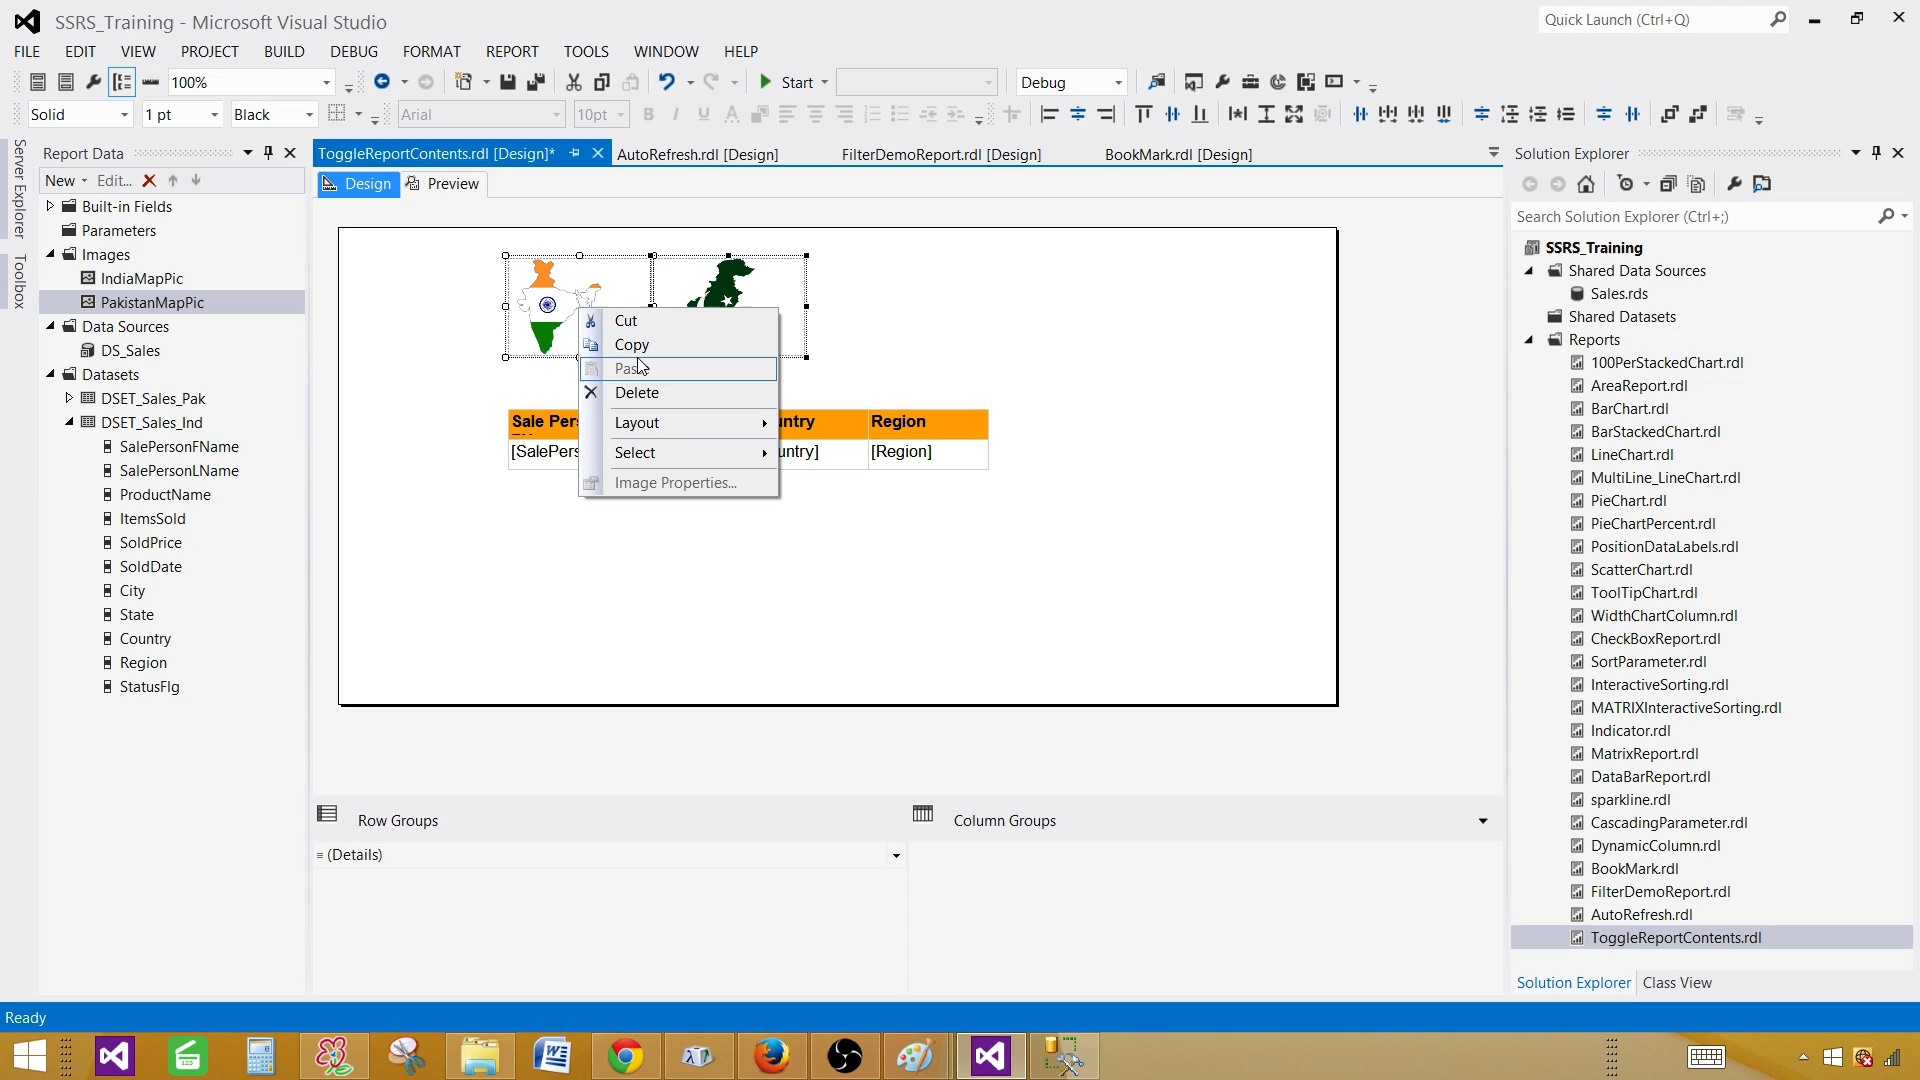 SSRS_Training - Microsoft Visual Studio
Quick Launch (Ctrl+Q)
FILE EDIT VIEW PROJECT BUILD DEBUG FORMAT REPORT TOOLS WINDOW HELP
100% Start Debug
Solid 1 pt Black Arial 10pt B I U A
Server Explorer
Toolbox
Report Data
New Edit...
Built-in Fields
Parameters
Images
IndiaMapPic
PakistanMapPic
Data Sources
DS_Sales
Datasets
DSET_Sales_Pak
DSET_Sales_Ind
SalePersonFName
SalePersonLName
ProductName
ItemsSold
SoldPrice
SoldDate
City
State
Country
Region
StatusFlg
ToggleReportContents.rdl [Design]* AutoRefresh.rdl [Design] FilterDemoReport.rdl [Design] BookMark.rdl [Design]
Design Preview
Cut
Copy
Paste
Delete
Layout
Select
Image Properties...
Sale Per untry Region
[SalePers untry] [Region]
Row Groups Column Groups
(Details)
Solution Explorer
Search Solution Explorer (Ctrl+;)
SSRS_Training
Shared Data Sources
Sales.rds
Shared Datasets
Reports
100PerStackedChart.rdl
AreaReport.rdl
BarChart.rdl
BarStackedChart.rdl
LineChart.rdl
MultiLine_LineChart.rdl
PieChart.rdl
PieChartPercent.rdl
PositionDataLabels.rdl
ScatterChart.rdl
ToolTipChart.rdl
WidthChartColumn.rdl
CheckBoxReport.rdl
SortParameter.rdl
InteractiveSorting.rdl
MATRIXInteractiveSorting.rdl
Indicator.rdl
MatrixReport.rdl
DataBarReport.rdl
sparkline.rdl
CascadingParameter.rdl
DynamicColumn.rdl
BookMark.rdl
FilterDemoReport.rdl
AutoRefresh.rdl
ToggleReportContents.rdl
Solution Explorer Class View
Ready